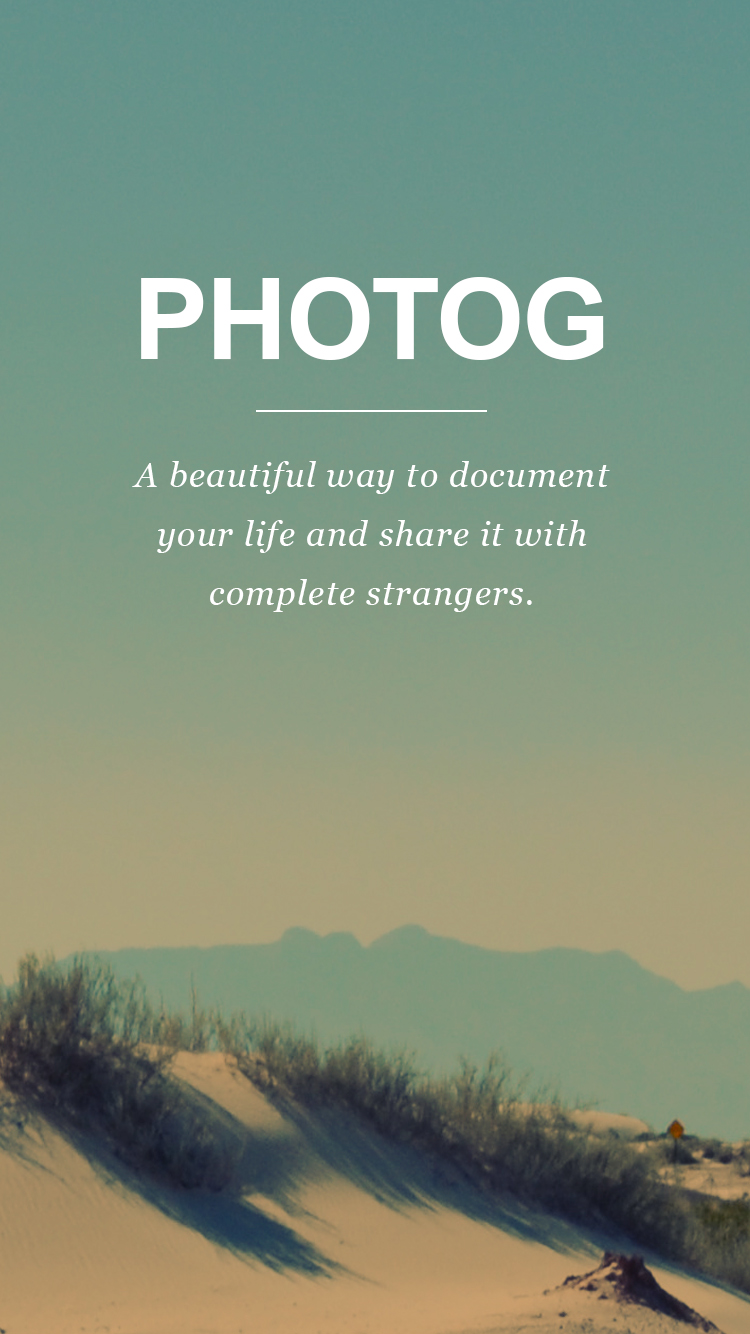 PHOTOG
A beautiful way to document
your life and share it with
complete strangers.